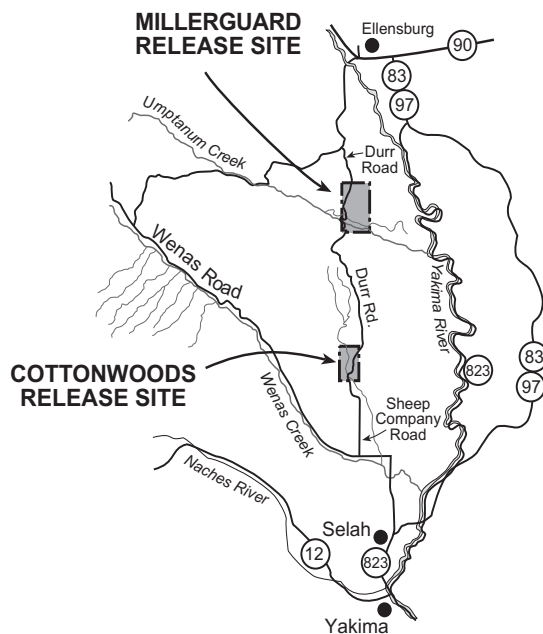 MILLERGUARD
RELEASE SITE
Ellensburg
90
83
97
Umptanum Creek
Durr
Road
Wenas Road
Durr Rd.
Yakima River
COTTONWOODS
RELEASE SITE
823
83
97
Wenas Creek
Sheep
Company
Road
Naches River
Selah
12
823
Yakima